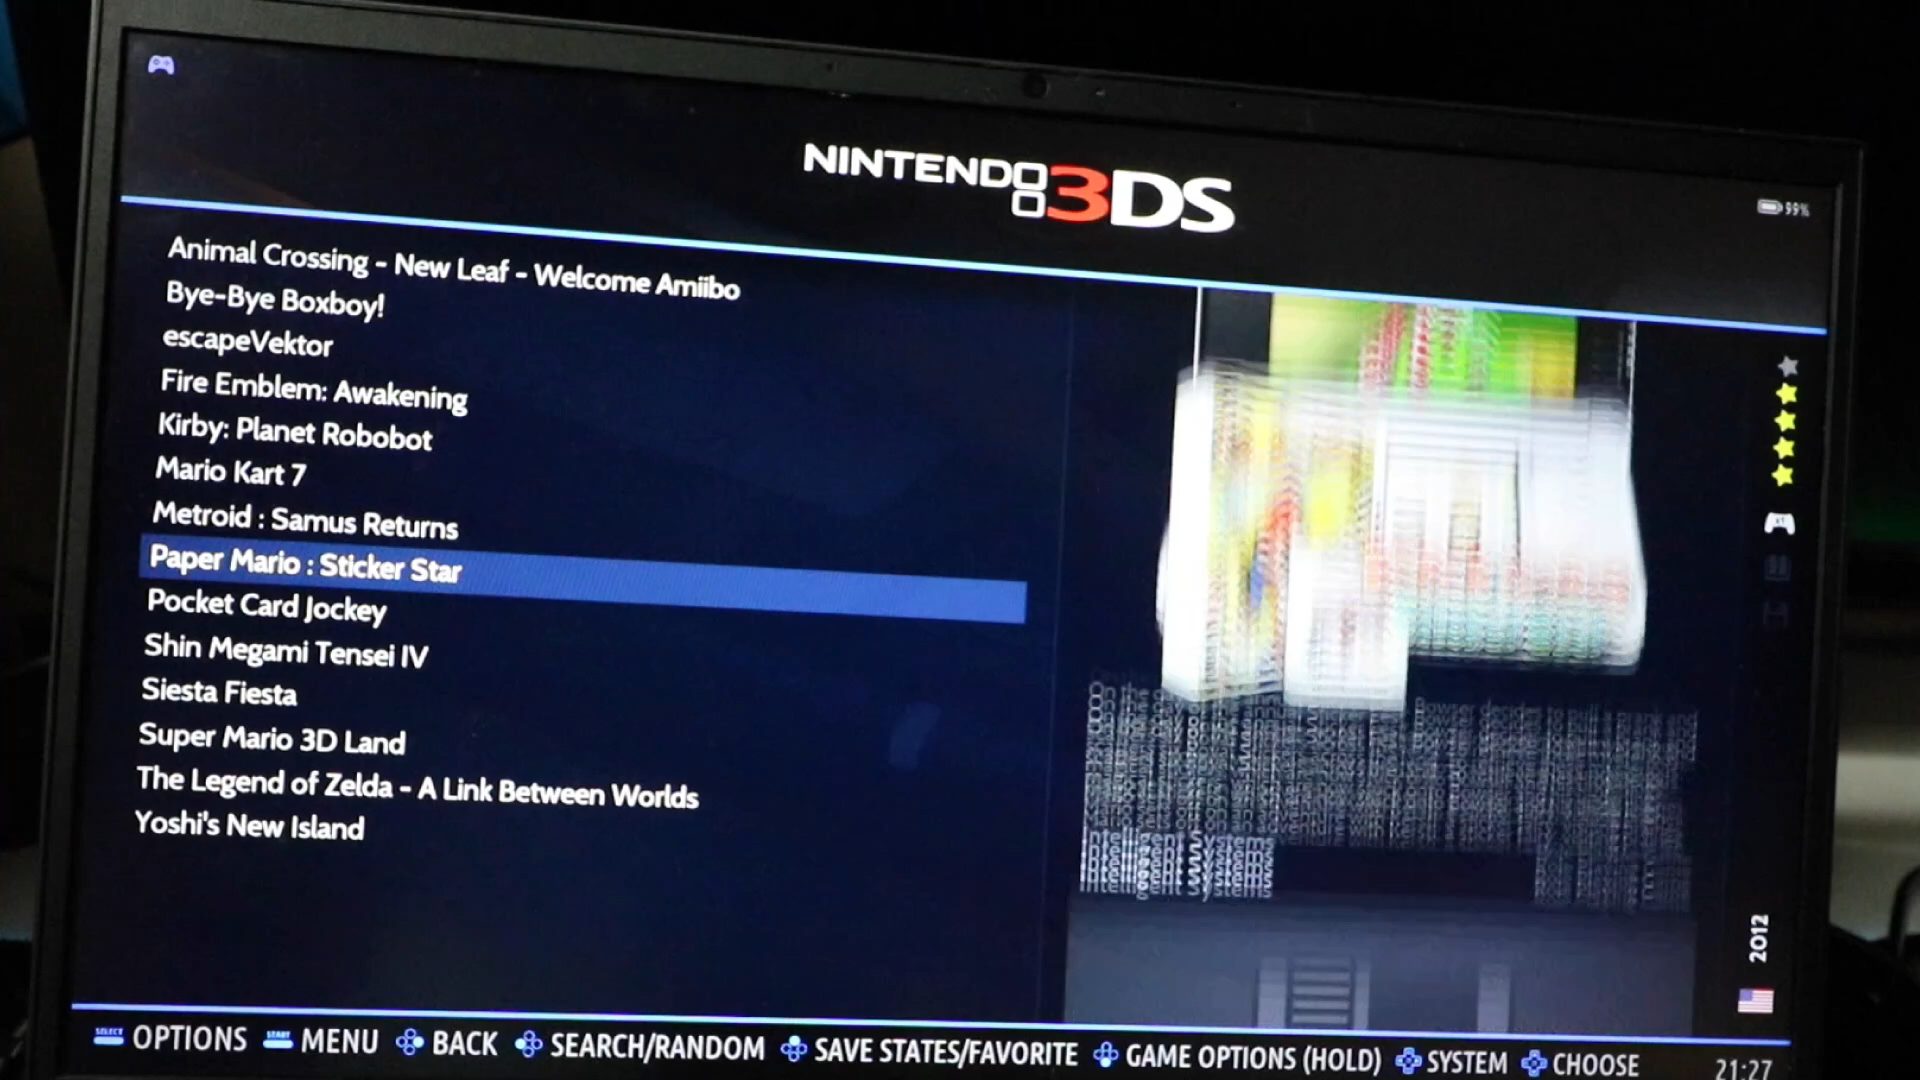 NINTENDO3DS
99%
Animal Crossing - New Leaf - Welcome Amiibo
Bye-Bye Boxboy!
escapeVektor
Fire Emblem: Awakening
Kirby: Planet Robobot
Mario Kart 7
Metroid : Samus Returns
Paper Mario : Sticker Star
Pocket Card Jockey
Shin Megami Tensei IV
Siesta Fiesta
Super Mario 3D Land
The Legend of Zelda - A Link Between Worlds
Yoshi's New Island
Intelligent Systems
2012
SELECT OPTIONS START MENU BACK SEARCH/RANDOM SAVE STATES/FAVORITE GAME OPTIONS (HOLD) SYSTEM CHOOSE
21:27